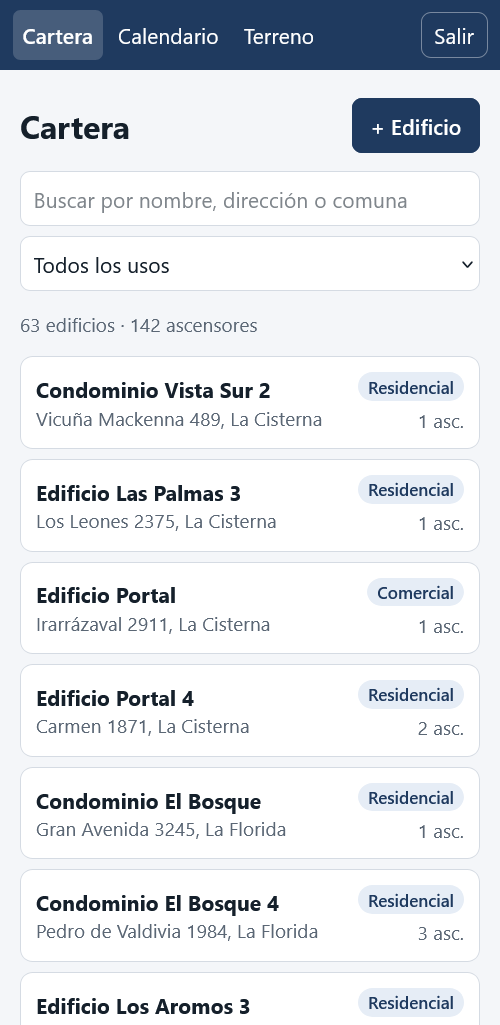 Cartera Calendario Terreno Salir
Cartera
+ Edificio
Buscar por nombre, dirección o comuna
Todos los usos
63 edificios · 142 ascensores
Condominio Vista Sur 2
Residencial
Vicuña Mackenna 489, La Cisterna
1 asc.
Edificio Las Palmas 3
Residencial
Los Leones 2375, La Cisterna
1 asc.
Edificio Portal
Comercial
Irarrázaval 2911, La Cisterna
1 asc.
Edificio Portal 4
Residencial
Carmen 1871, La Cisterna
2 asc.
Condominio El Bosque
Residencial
Gran Avenida 3245, La Florida
1 asc.
Condominio El Bosque 4
Residencial
Pedro de Valdivia 1984, La Florida
3 asc.
Edificio Los Aromos 3
Residencial